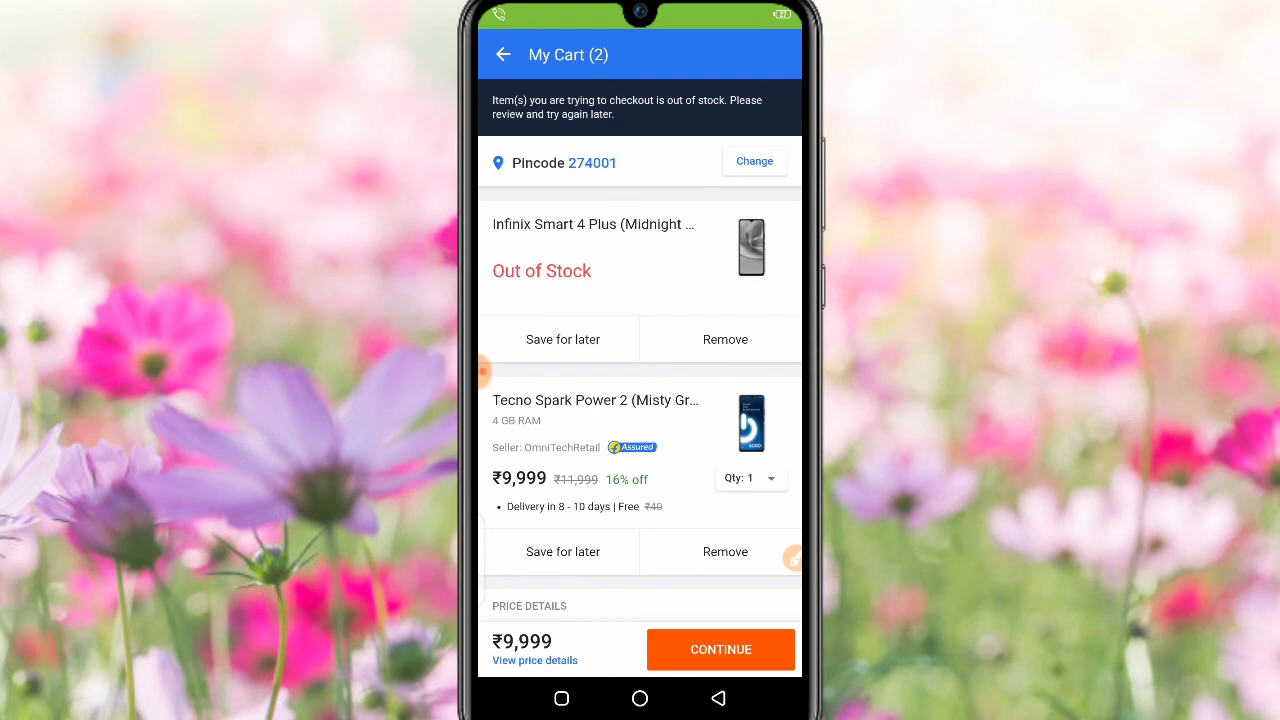 27
My Cart (2)
Item(s) you are trying to checkout is out of stock. Please
review and try again later.
Pincode 274001
Change
Infinix Smart 4 Plus (Midnight ...
Out of Stock
Save for later
Remove
Tecno Spark Power 2 (Misty Gr...
4 GB RAM
Seller: OmniTechRetail
Assured
₹9,999 ₹11,999 16% off
Qty: 1
• Delivery in 8 - 10 days | Free ₹40
Save for later
Remove
PRICE DETAILS
₹9,999
View price details
CONTINUE